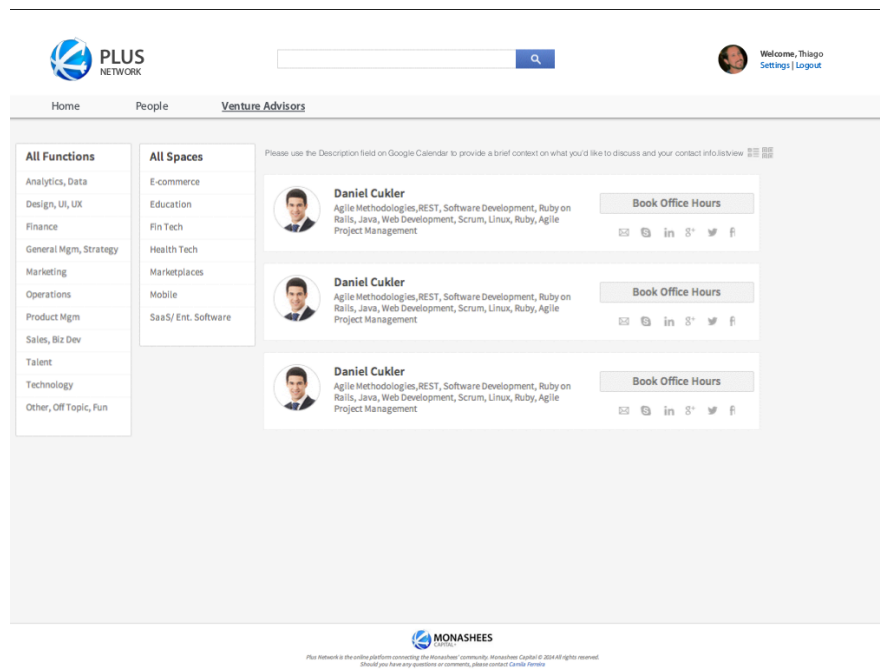 PLUS
NETWORK
Welcome, Thiago
Settings | Logout
Home People Venture Advisors
All Functions
Analytics, Data
Design, UI, UX
Finance
General Mgm, Strategy
Marketing
Operations
Product Mgm
Sales, Biz Dev
Talent
Technology
Other, Off Topic, Fun
All Spaces
E-commerce
Education
Fin Tech
Health Tech
Marketplaces
Mobile
SaaS/ Ent. Software
Please use the Description field on Google Calendar to provide a brief context on what you'd like to discuss and your contact info.listview
Daniel Cukler
Agile Methodologies,REST, Software Development, Ruby on
Rails, Java, Web Development, Scrum, Linux, Ruby, Agile
Project Management
Book Office Hours
Daniel Cukler
Agile Methodologies,REST, Software Development, Ruby on
Rails, Java, Web Development, Scrum, Linux, Ruby, Agile
Project Management
Book Office Hours
Daniel Cukler
Agile Methodologies,REST, Software Development, Ruby on
Rails, Java, Web Development, Scrum, Linux, Ruby, Agile
Project Management
Book Office Hours
MONASHEES
CAPITAL+
Plus Network is the online platform connecting the Monashees' community. Monashees Capital © 2014 All rights reserved.
Should you have any questions or comments, please contact Camila Ferreira